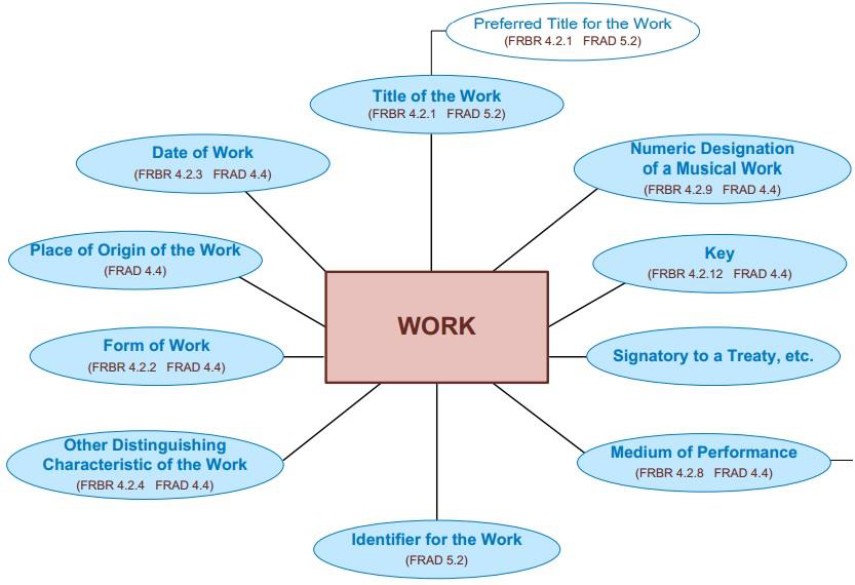 Preferred Title for the Work
(FRBR 4.2.1 FRAD 5.2)
Title of the Work
(FRBR 4.2.1 FRAD 5.2)
Date of Work
(FRBR 4.2.3 FRAD 4.4)
Numeric Designation
of a Musical Work
(FRBR 4.2.9 FRAD 4.4)
Place of Origin of the Work
(FRAD 4.4)
Key
(FRBR 4.2.12 FRAD 4.4)
WORK
Form of Work
(FRBR 4.2.2 FRAD 4.4)
Signatory to a Treaty, etc.
Other Distinguishing
Characteristic of the Work
(FRBR 4.2.4 FRAD 4.4)
Medium of Performance
(FRBR 4.2.8 FRAD 4.4)
Identifier for the Work
(FRAD 5.2)